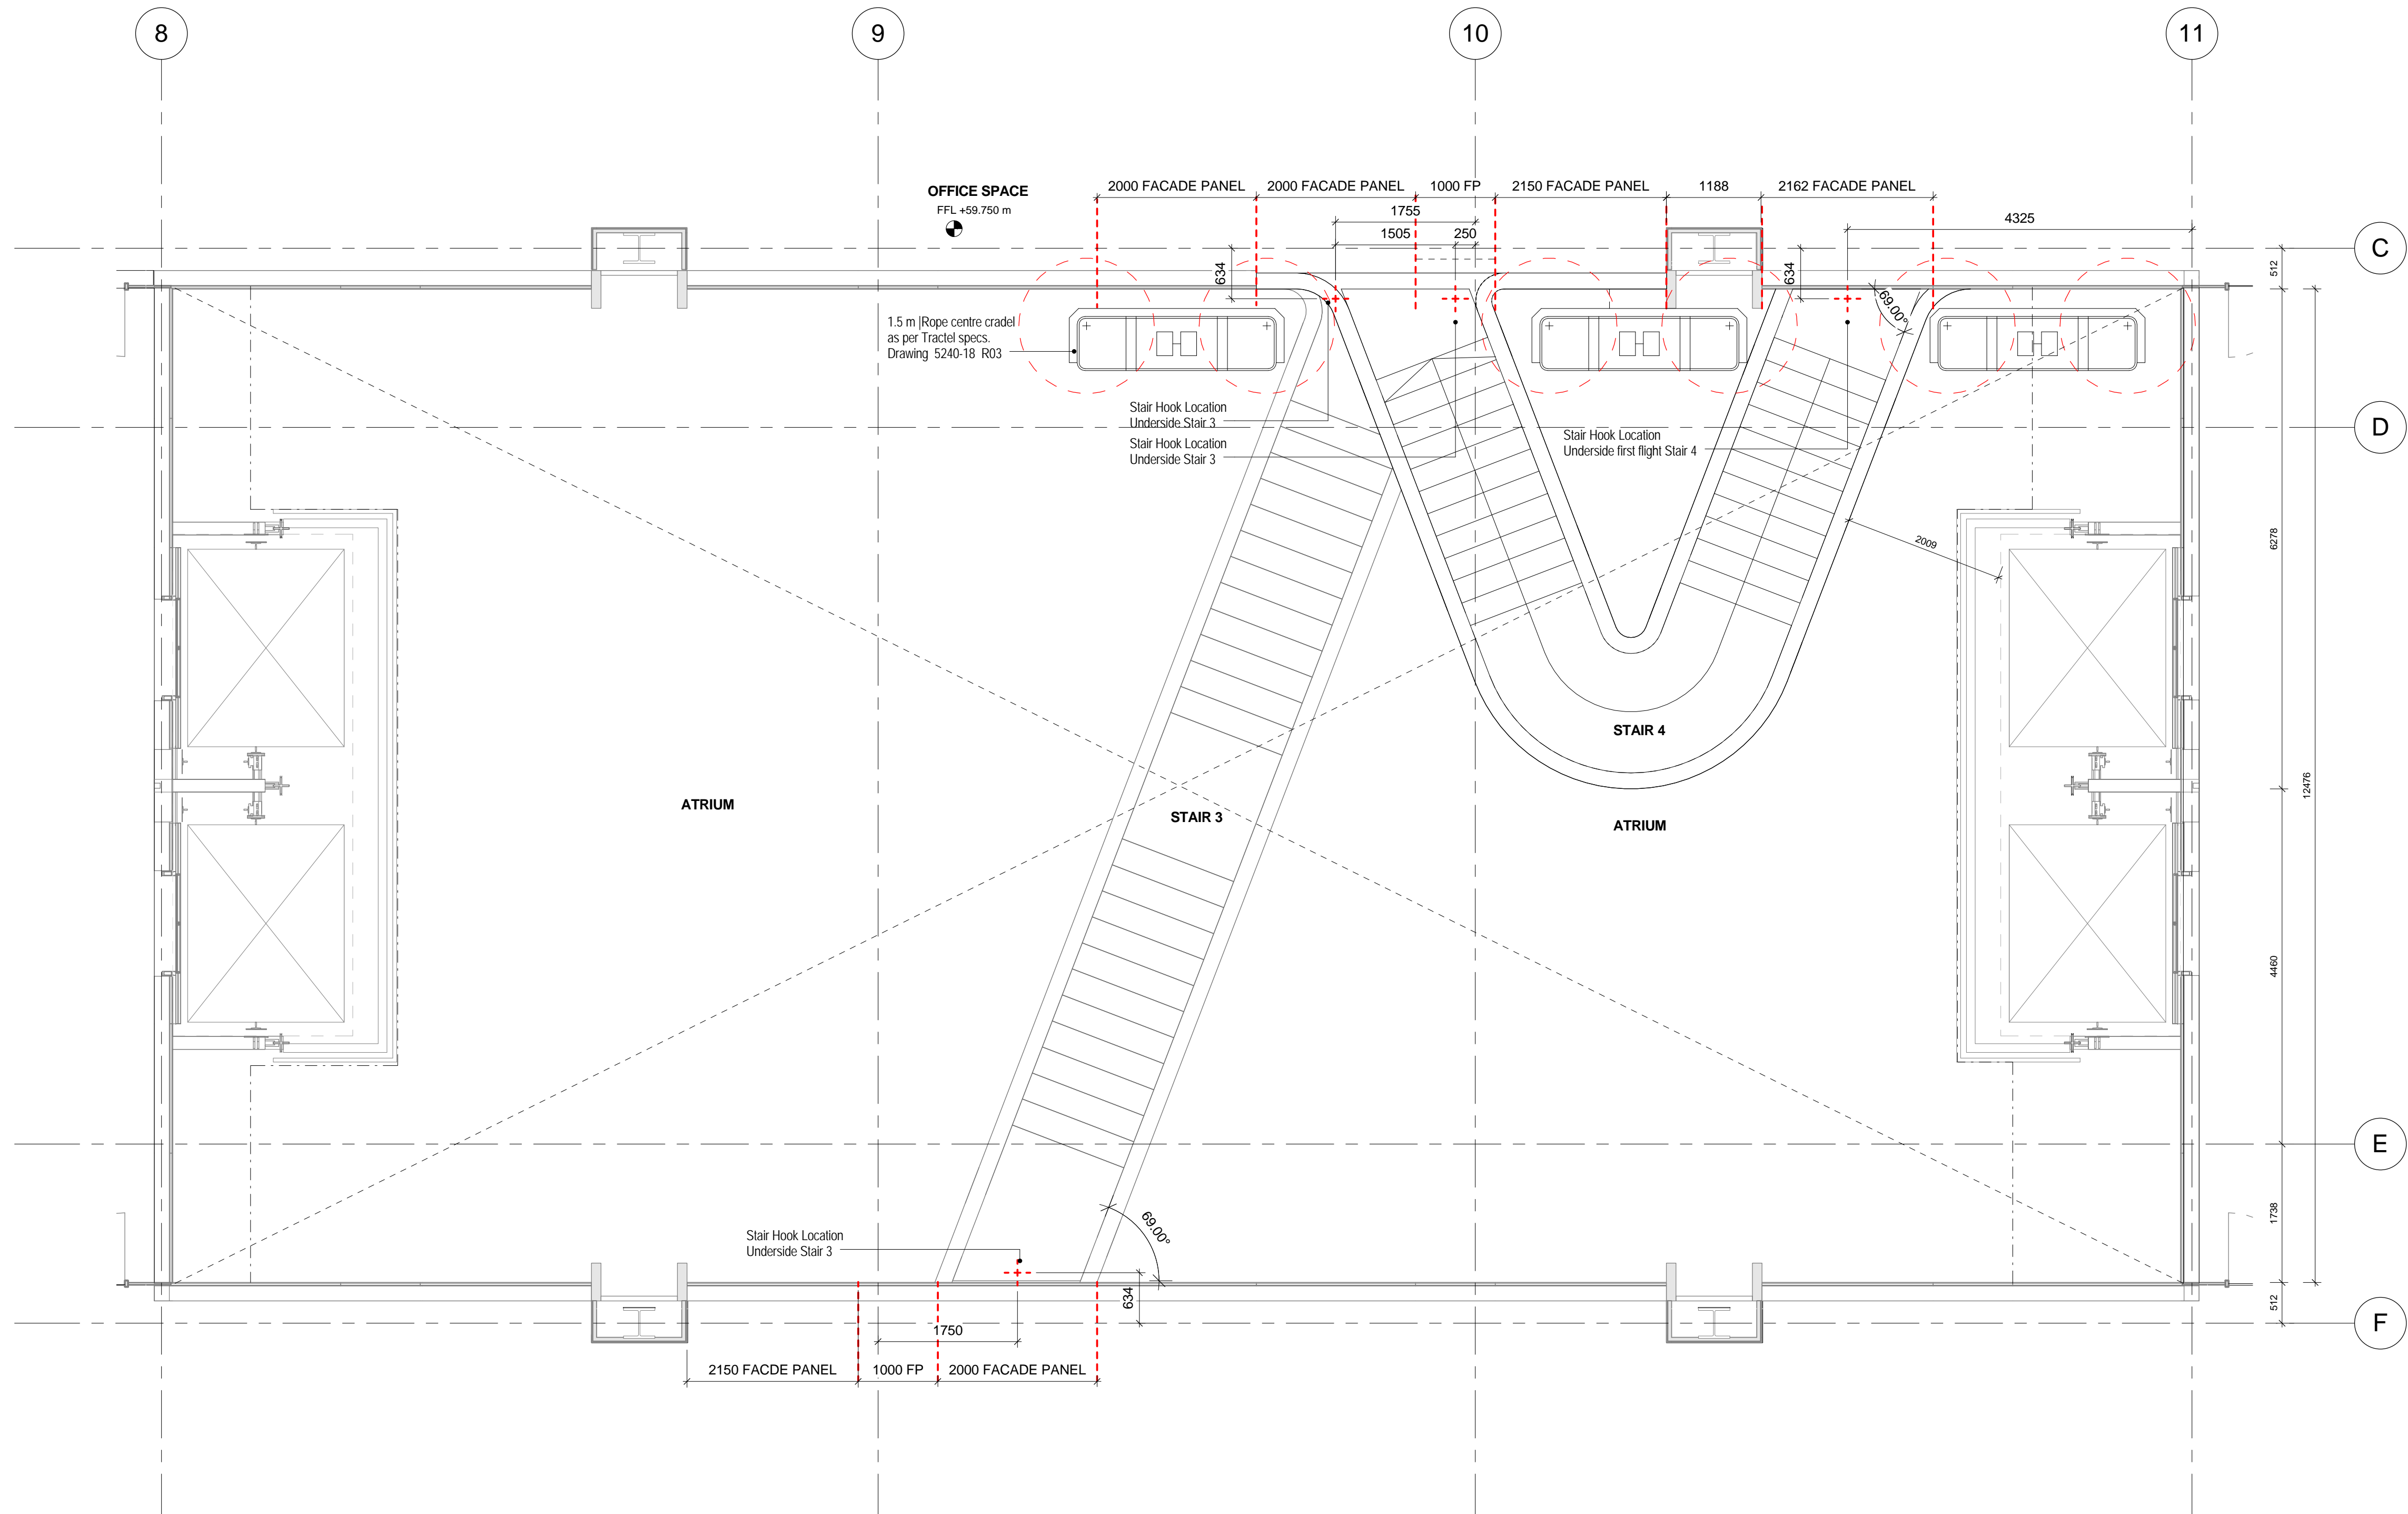 8
9
10
11
OFFICE SPACE
FFL +59.750 m
2000 FACADE PANEL
2000 FACADE PANEL
1000 FP
2150 FACADE PANEL
1188
2162 FACADE PANEL
1755
4325
1505
250
634
634
C
512
69.00°
1.5 m |Rope centre cradel
as per Tractel specs.
Drawing 5240-18 R03
Stair Hook Location
Underside Stair 3
Stair Hook Location
Underside Stair 3
Stair Hook Location
Underside first flight Stair 4
D
2009
6278
STAIR 4
12476
ATRIUM
STAIR 3
ATRIUM
4460
E
69.00°
1738
Stair Hook Location
Underside Stair 3
634
512
F
1750
2150 FACDE PANEL
1000 FP
2000 FACADE PANEL